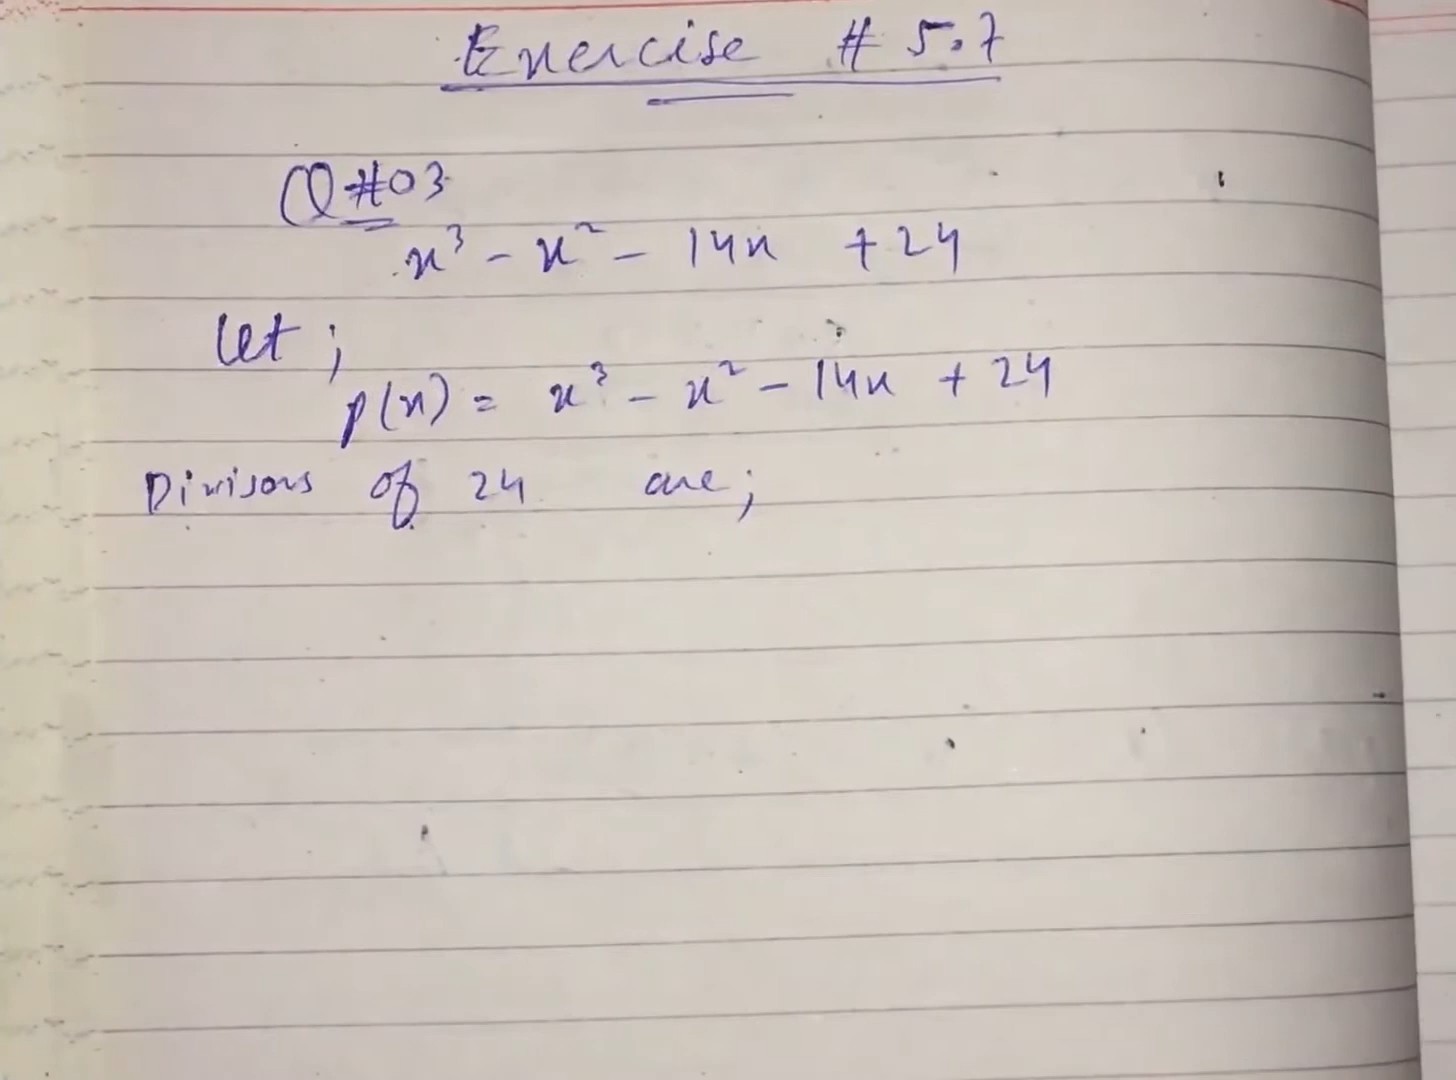 Exercise # 5.7
Q#03
x³ - x² - 14x + 24
let ;
p(x) = x³ - x² - 14x + 24
Divisors of 24 are;